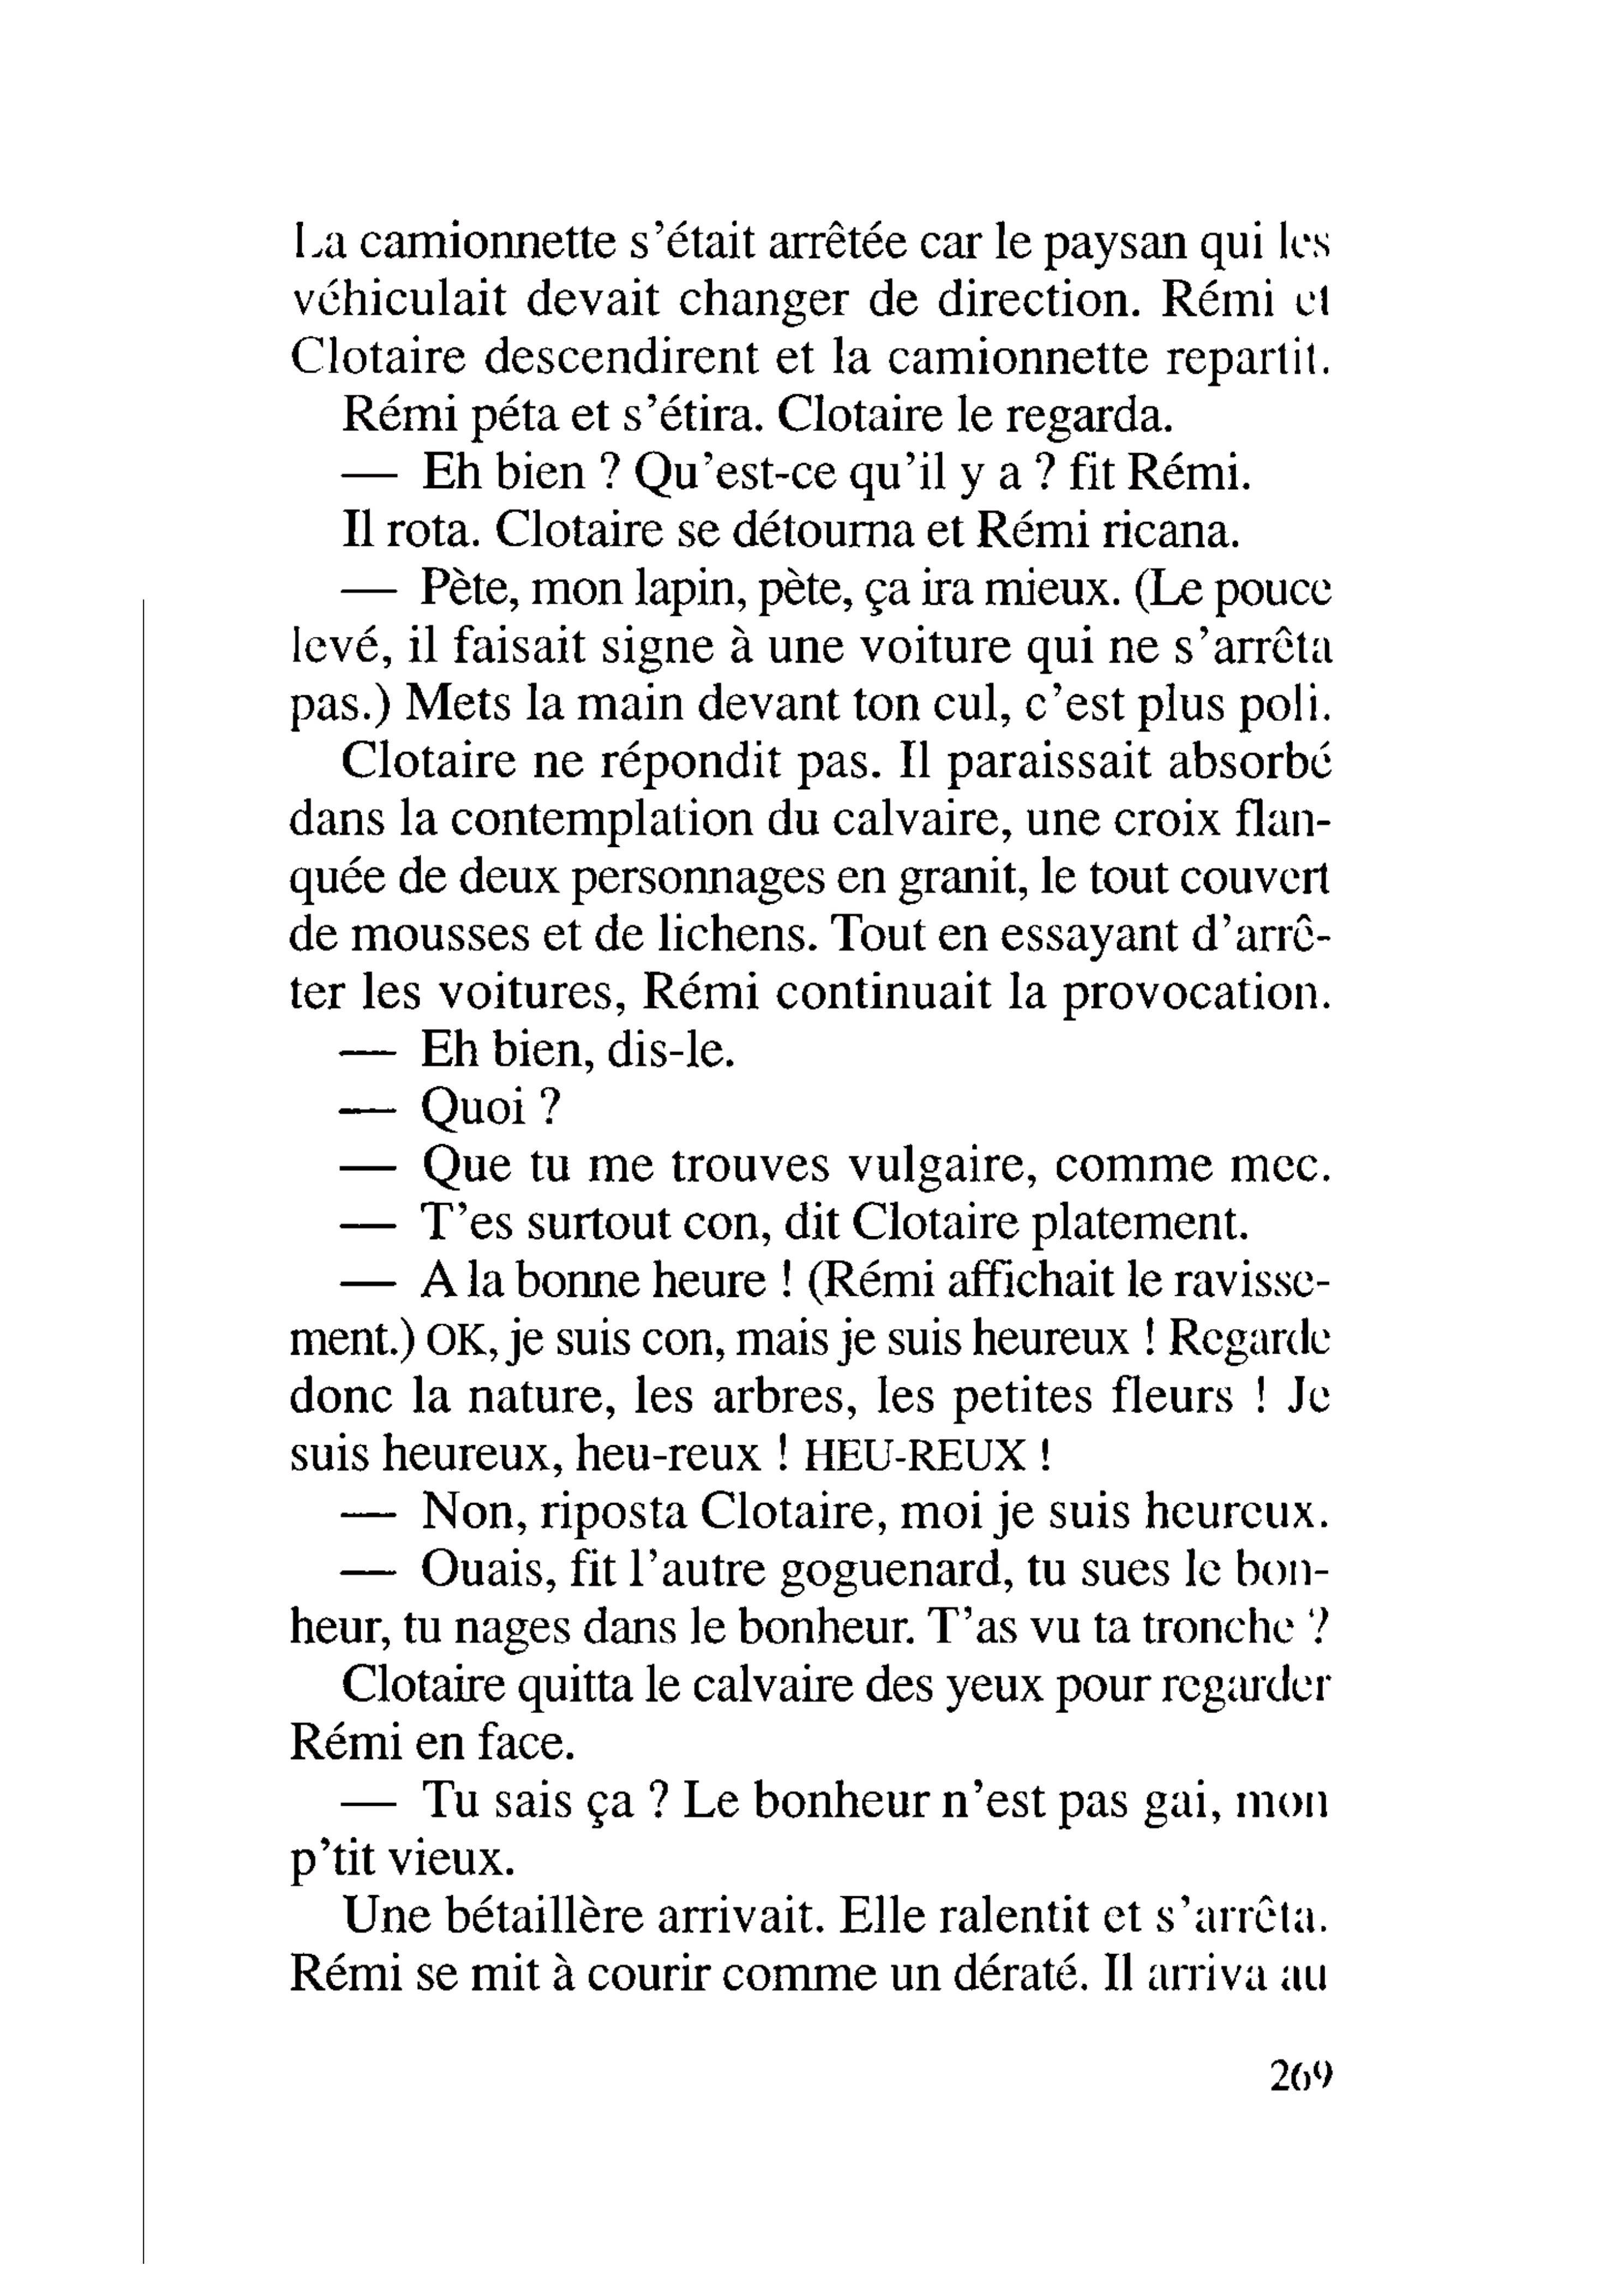 La camionnette s'était arrêtée car le paysan qui les
véhiculait devait changer de direction. Rémi et
Clotaire descendirent et la camionnette repartit.
Rémi péta et s'étira. Clotaire le regarda.
— Eh bien ? Qu'est-ce qu'il y a ? fit Rémi.
Il rota. Clotaire se détourna et Rémi ricana.
— Pète, mon lapin, pète, ça ira mieux. (Le pouce
levé, il faisait signe à une voiture qui ne s'arrêta
pas.) Mets la main devant ton cul, c'est plus poli.
Clotaire ne répondit pas. Il paraissait absorbé
dans la contemplation du calvaire, une croix flan-
quée de deux personnages en granit, le tout couvert
de mousses et de lichens. Tout en essayant d'arrê-
ter les voitures, Rémi continuait la provocation.
— Eh bien, dis-le.
— Quoi ?
— Que tu me trouves vulgaire, comme mec.
— T'es surtout con, dit Clotaire platement.
— A la bonne heure ! (Rémi affichait le ravisse-
ment.) OK, je suis con, mais je suis heureux ! Regarde
donc la nature, les arbres, les petites fleurs ! Je
suis heureux, heu-reux ! HEU-REUX !
— Non, riposta Clotaire, moi je suis heureux.
— Ouais, fit l'autre goguenard, tu sues le bon-
heur, tu nages dans le bonheur. T'as vu ta tronche ?
Clotaire quitta le calvaire des yeux pour regarder
Rémi en face.
— Tu sais ça ? Le bonheur n'est pas gai, mon
p'tit vieux.
Une bétaillère arrivait. Elle ralentit et s'arrêta.
Rémi se mit à courir comme un dératé. Il arriva au
269